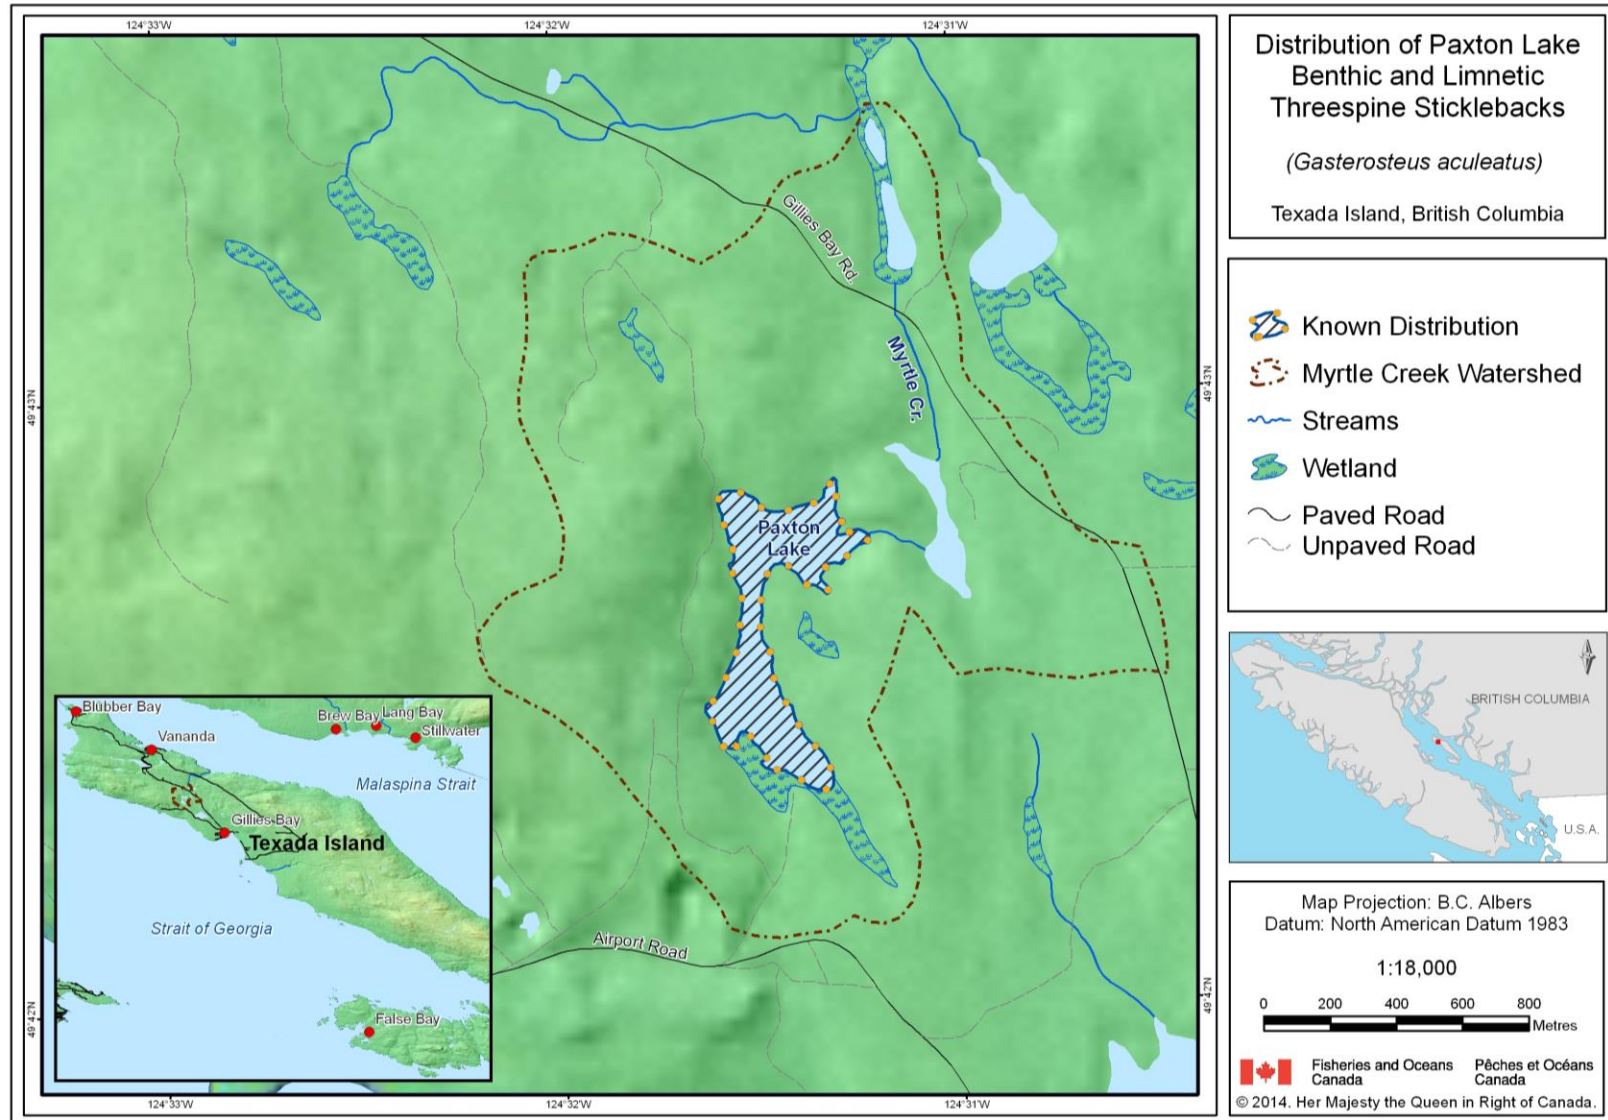 124°33'W
124°32'W
124°31'W
Distribution of Paxton Lake
Benthic and Limnetic
Threespine Sticklebacks
(Gasterosteus aculeatus)
Texada Island, British Columbia
Known Distribution
Myrtle Creek Watershed
Streams
Wetland
Paved Road
Unpaved Road
Gillies Bay Rd.
Myrtle Cr.
49°43'N
49°43'N
Paxton
Lake
Airport Road
49°42'N
49°42'N
Blubber Bay
Vananda
Brew Bay
Lang Bay
Stillwater
Malaspina Strait
Gillies Bay
Texada Island
Strait of Georgia
False Bay
BRITISH COLUMBIA
U.S.A.
Map Projection: B.C. Albers
Datum: North American Datum 1983
1:18,000
0 200 400 600 800
Metres
Fisheries and Oceans
Canada
Pêches et Océans
Canada
© 2014. Her Majesty the Queen in Right of Canada.
124°33'W
124°32'W
124°31'W